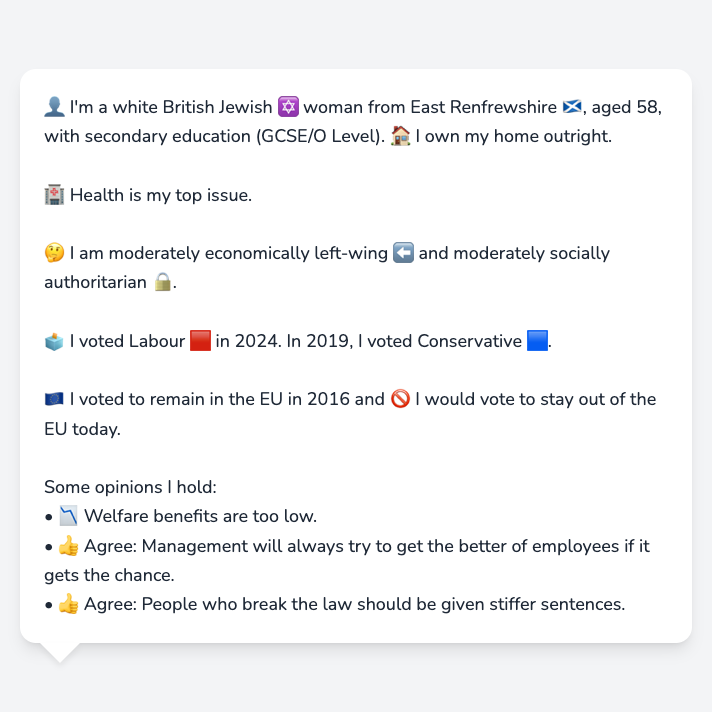 👤 I'm a white British Jewish ✡️ woman from East Renfrewshire 🏴󠁧󠁢󠁳󠁣󠁴󠁿, aged 58,
with secondary education (GCSE/O Level). 🏠 I own my home outright.
🏥 Health is my top issue.
🤔 I am moderately economically left-wing ⬅️ and moderately socially
authoritarian 🔒.
🗳️ I voted Labour 🟥 in 2024. In 2019, I voted Conservative 🟦.
🇪🇺 I voted to remain in the EU in 2016 and 🚫 I would vote to stay out of the
EU today.
Some opinions I hold:
• 📉 Welfare benefits are too low.
• 👍 Agree: Management will always try to get the better of employees if it
gets the chance.
• 👍 Agree: People who break the law should be given stiffer sentences.